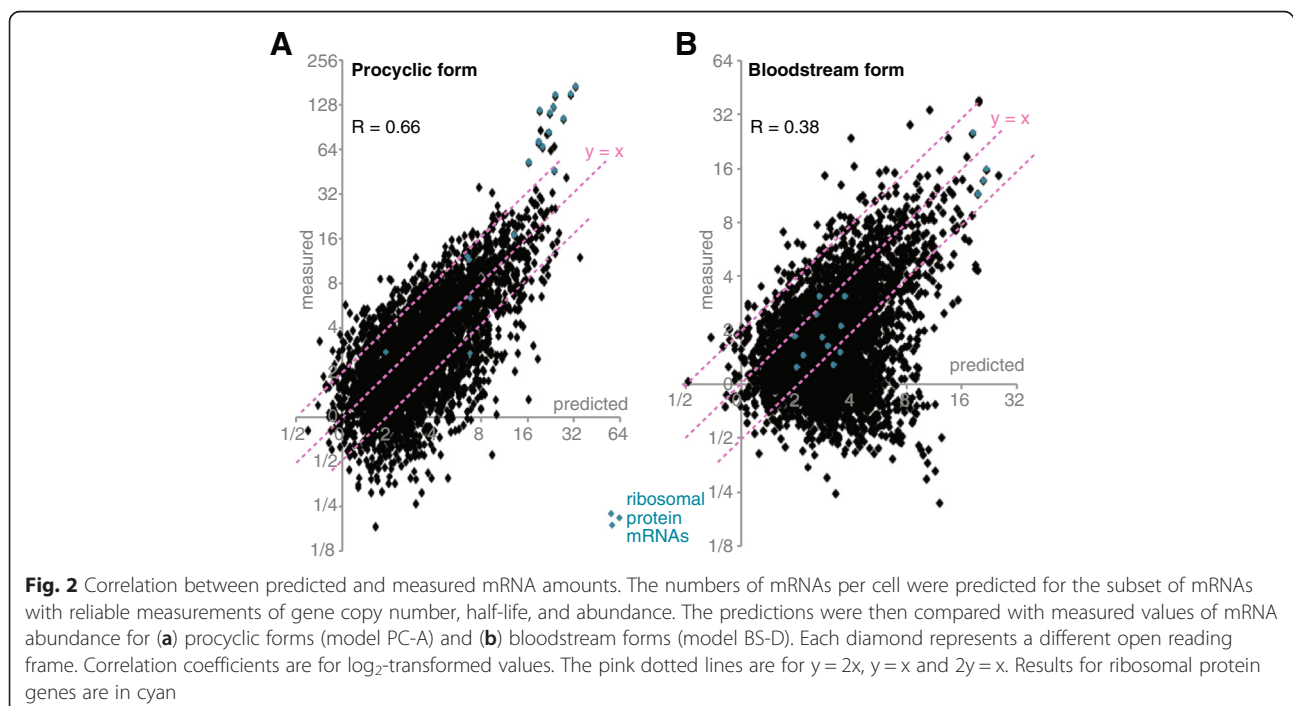 A
Procyclic form
R = 0.66
y = x
256
128
64
32
16
8
4
2
0
1/2
1/4
1/8
measured
predicted
1/2
0
2
4
8
16
32
64
B
Bloodstream form
R = 0.38
y = x
64
32
16
8
4
2
0
1/2
1/4
1/8
measured
predicted
1/2
0
2
4
8
16
32
ribosomal
protein
mRNAs
Fig. 2 Correlation between predicted and measured mRNA amounts. The numbers of mRNAs per cell were predicted for the subset of mRNAs
with reliable measurements of gene copy number, half-life, and abundance. The predictions were then compared with measured values of mRNA
abundance for (a) procyclic forms (model PC-A) and (b) bloodstream forms (model BS-D). Each diamond represents a different open reading
frame. Correlation coefficients are for log₂-transformed values. The pink dotted lines are for y = 2x, y = x and 2y = x. Results for ribosomal protein
genes are in cyan